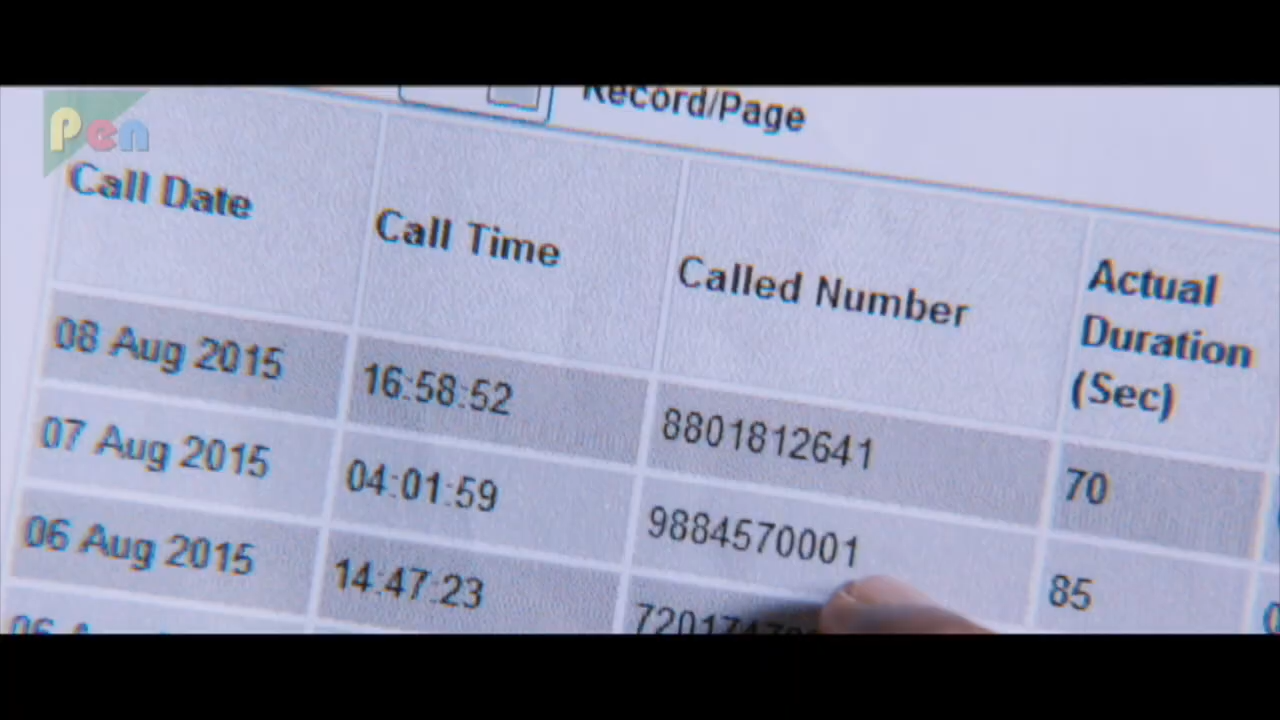 Pen
Record/Page
Call Date Call Time Called Number Actual Duration (Sec)
08 Aug 2015 16:58:52 8801812641 70
07 Aug 2015 04:01:59 9884570001 85
06 Aug 2015 14:47:23